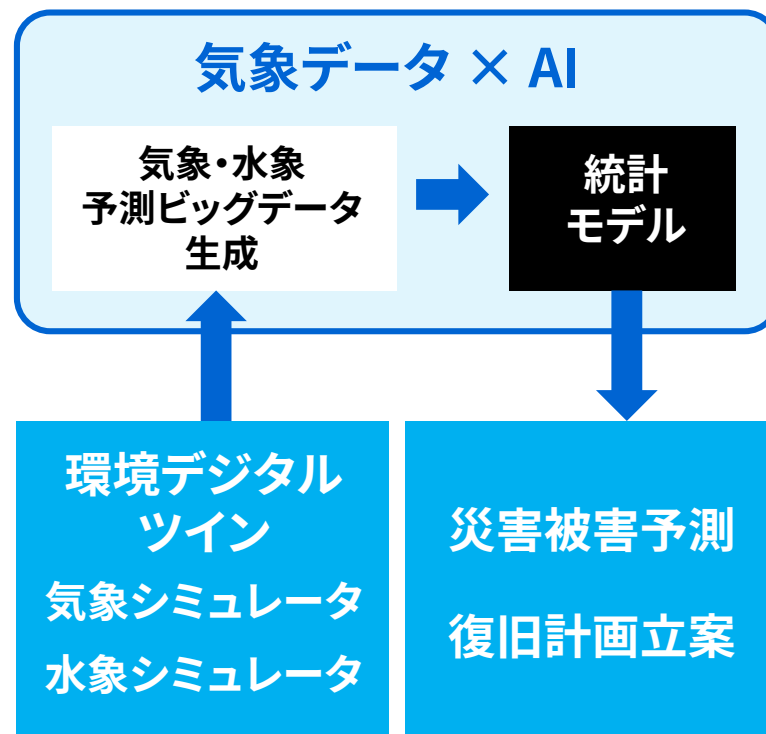 気象データ × AI
気象・水象
予測ビッグデータ
生成
統計
モデル
環境デジタル
ツイン
気象シミュレータ
水象シミュレータ
災害被害予測
復旧計画立案